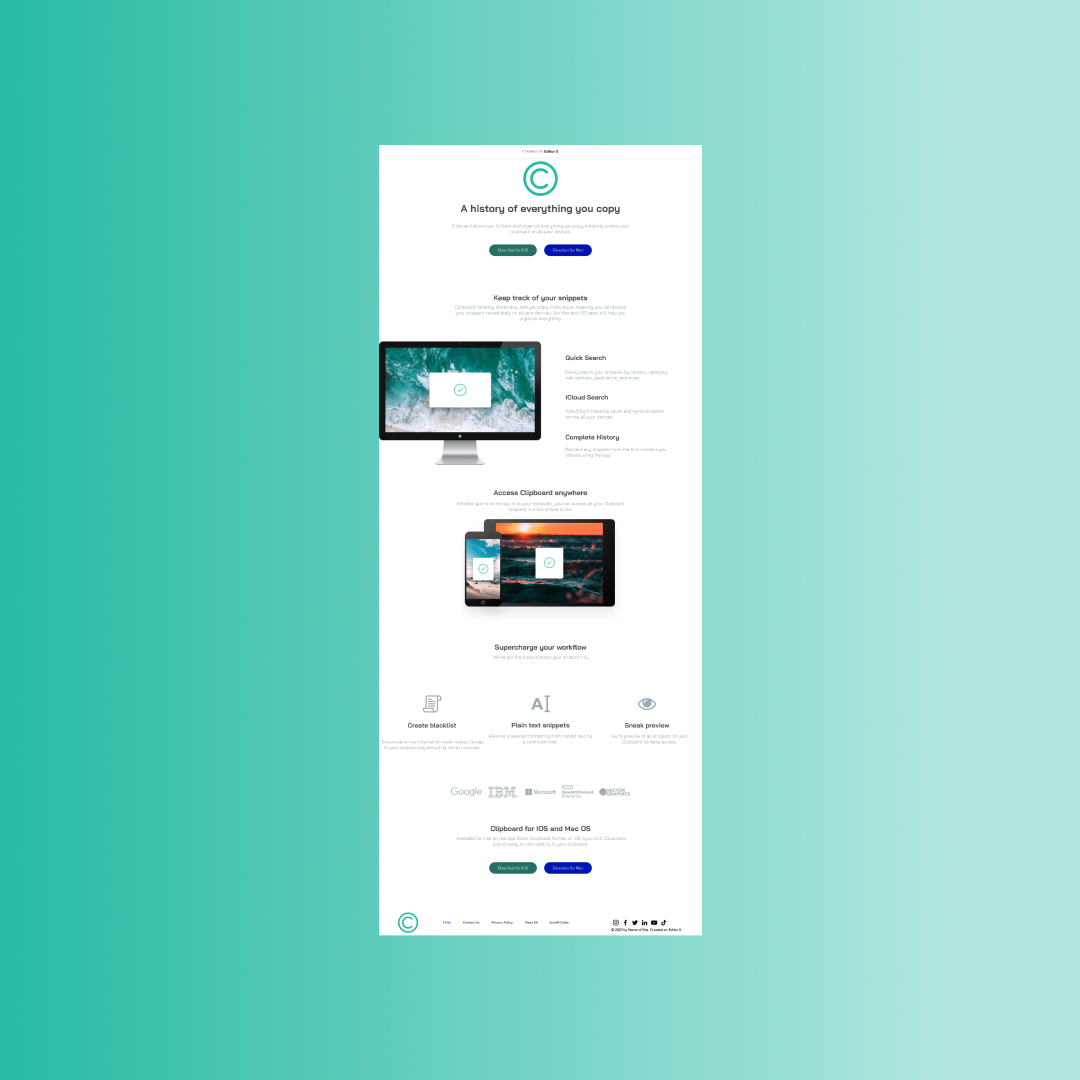 Created on Editor X
A history of everything you copy
Clipboard allows you to track and organize everything you copy. Instantly access your
clipboard on all your devices.
Download for IOS
Download for Mac
Keep track of your snippets
Clipboard instantly stores any item you copy in the cloud, meaning you can access
your snippets immediately on all your devices. Our Mac and IOS apps will help you
organize everything.
Quick Search
Easily search your snippets by content, category,
web address, application, and more.
ICloud Search
iCloud Sync Instantly saves and syncs snippets
across all your devices.
Complete History
Retrieve any snippets from the first moment you
started using the app.
Access Clipboard anywhere
Whether you're on the go, or at your computer, you can access all your Clipboard
snippets in a few simple clicks.
Supercharge your workflow
We've got the tools to boost your productivity.
A
Create blacklist
Plain text snippets
Sneak preview
Ensure sensitive information never makes its way
to your clipboard by excluding certain sources.
Remove unwanted formatting from copied text for
a consistent look.
Quick preview of all snippets on your
Clipboard for easy access.
Google
IBM
Microsoft
Hewlett Packard
Enterprise
VECTOR
GRAPHICS
Clipboard for IOS and Mac OS
Available for free on the App Store. Download for Mac or iOS, sync with iCloud and
you're ready to start adding to your clipboard.
Download for IOS
Download for Mac
FAQs
Contact Us
Privacy Policy
Press Kit
Install Guide
© 2023 by Name of Site. Created on Editor X.